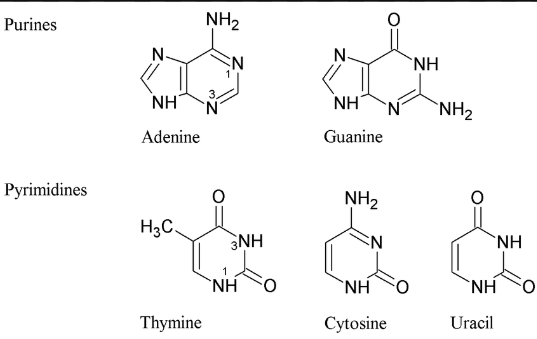 Purines
NH₂
N
N
1
3
NH
N
Adenine
O
N
NH
NH
N
NH₂
Guanine
Pyrimidines
O
H₃C
NH
3
1
NH
O
Thymine
NH₂
N
NH
O
Cytosine
O
NH
NH
O
Uracil